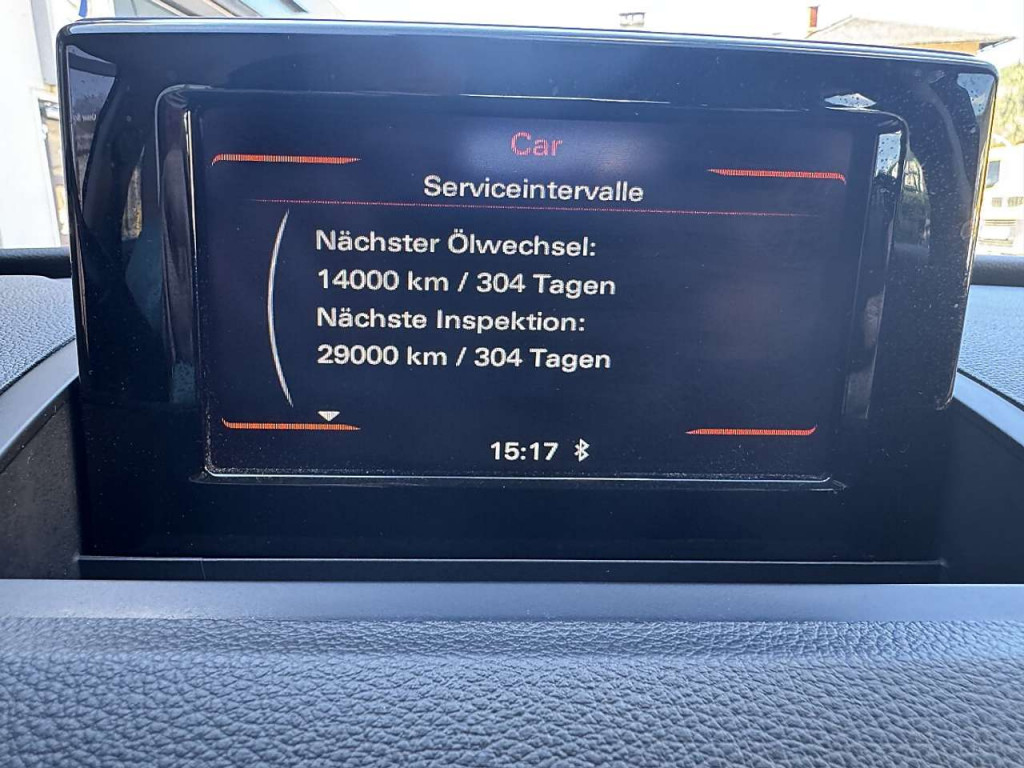 Car
Serviceintervalle
Nächster Ölwechsel:
14000 km / 304 Tagen
Nächste Inspektion:
29000 km / 304 Tagen
15:17